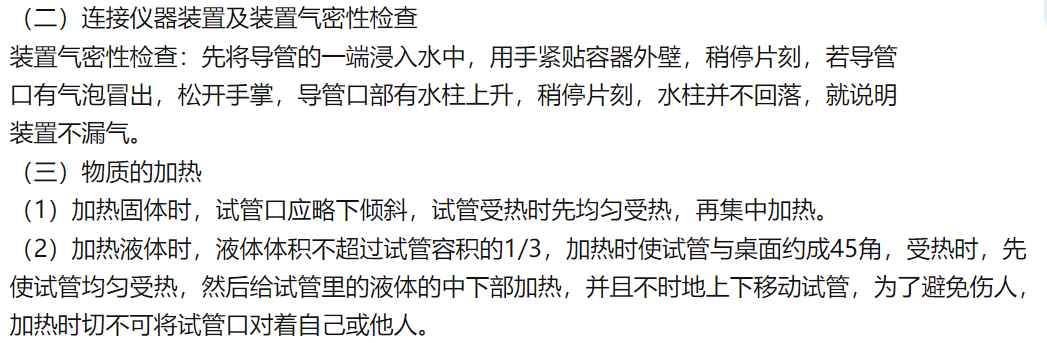 （二）连接仪器装置及装置气密性检查
装置气密性检查：先将导管的一端浸入水中，用手紧贴容器外壁，稍停片刻，若导管
口有气泡冒出，松开手掌，导管口部有水柱上升，稍停片刻，水柱并不回落，就说明
装置不漏气。
（三）物质的加热
（1）加热固体时，试管口应略下倾斜，试管受热时先均匀受热，再集中加热。
（2）加热液体时，液体体积不超过试管容积的1/3，加热时使试管与桌面约成45角，受热时，先
使试管均匀受热，然后给试管里的液体的中下部加热，并且不时地上下移动试管，为了避免伤人，
加热时切不可将试管口对着自己或他人。